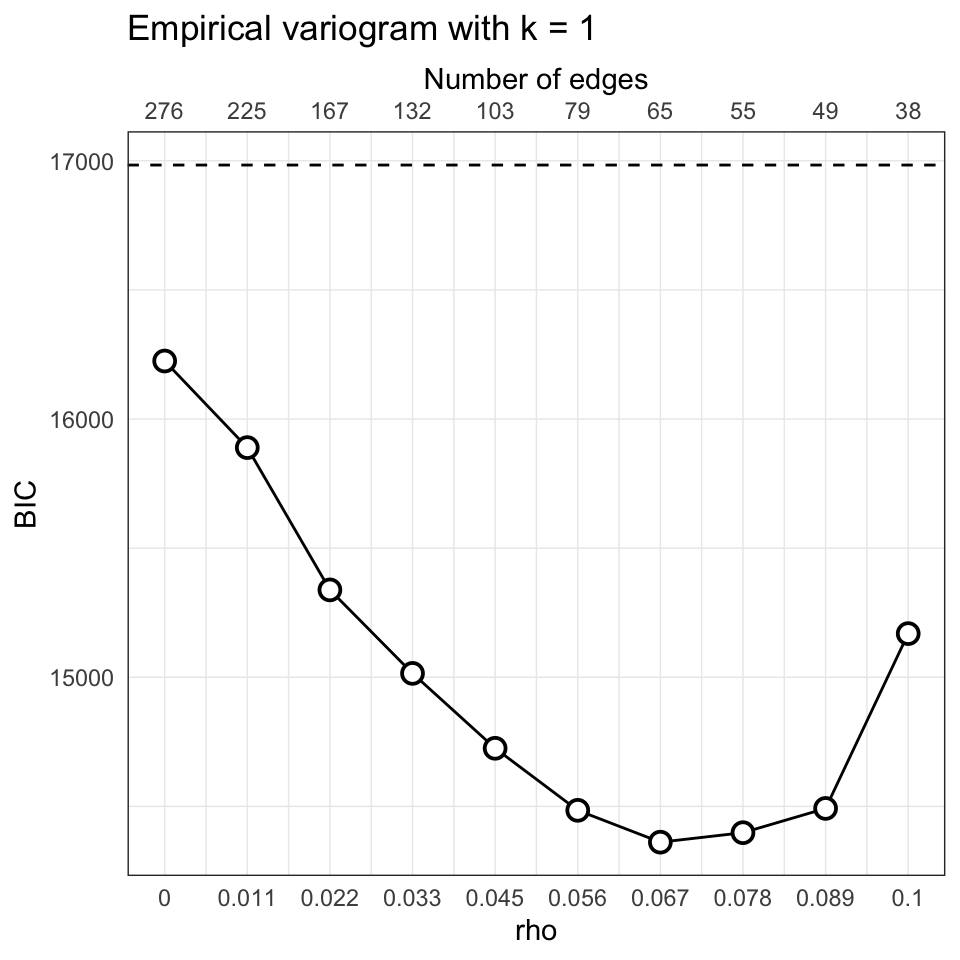 Empirical variogram with k = 1
Number of edges
276 225 167 132 103 79 65 55 49 38
17000
16000
15000
BIC
0 0.011 0.022 0.033 0.045 0.056 0.067 0.078 0.089 0.1
rho